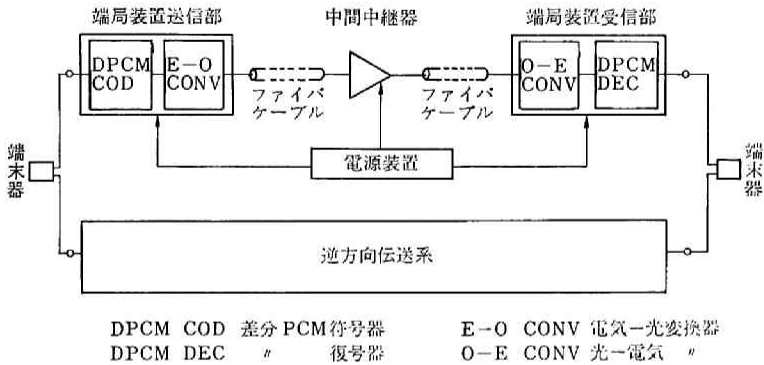 端局装置送信部 中間中継器 端局装置受信部
DPCM COD
E-O CONV
ファイバケーブル
ファイバケーブル
O-E CONV
DPCM DEC
端末器
電源装置
端末器
逆方向伝送系
DPCM COD 差分PCM符号器 E-O CONV 電気-光変換器
DPCM DEC 〃 復号器 O-E CONV 光-電気 〃